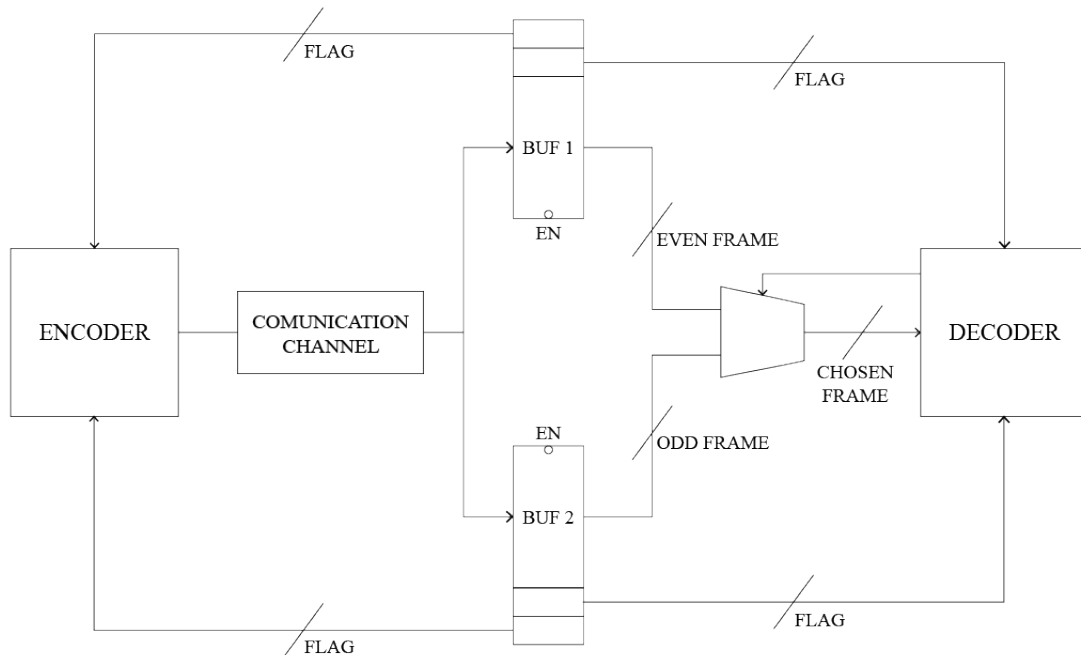 FLAG
FLAG
BUF 1
EN
EVEN FRAME
ENCODER
COMUNICATION
CHANNEL
DECODER
CHOSEN
FRAME
EN
ODD FRAME
BUF 2
FLAG
FLAG